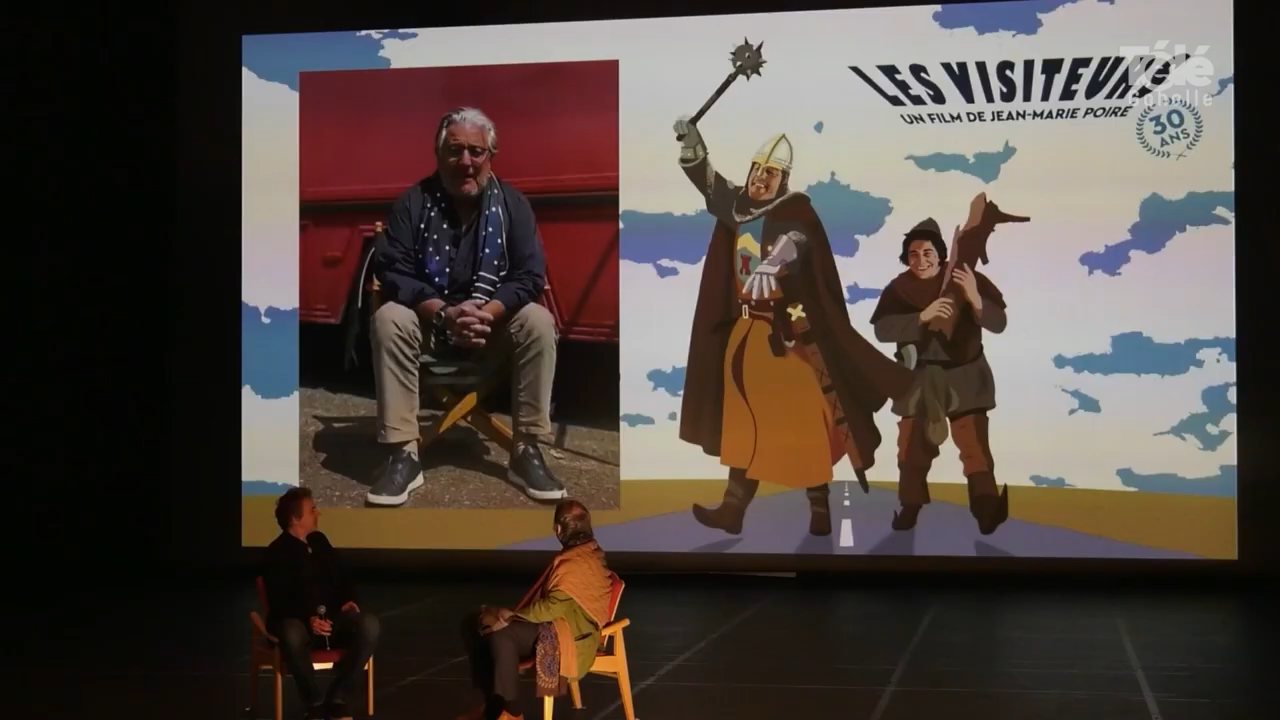 LES VISITEURS
UN FILM DE JEAN-MARIE POIRÉ
30
ANS
Télé